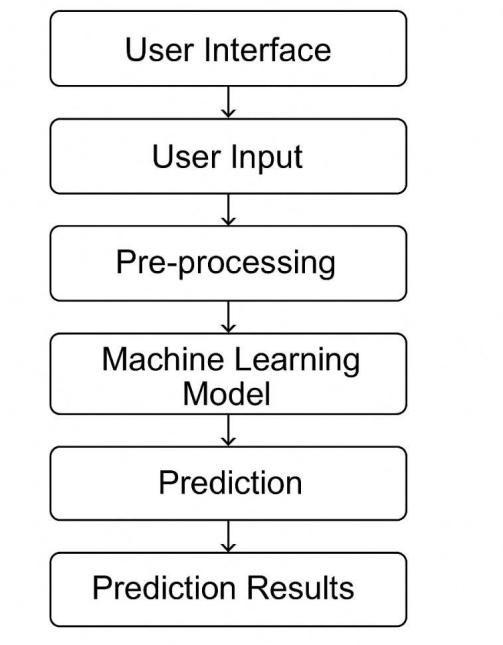 User Interface
User Input
Pre-processing
Machine Learning
Model
Prediction
Prediction Results